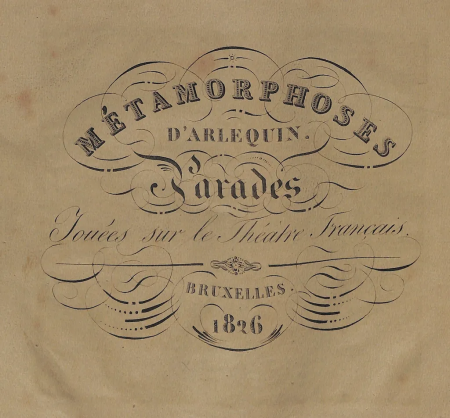 MÉTAMORPHOSES
D'ARLEQUIN.
Parades
Jouées sur le Théâtre Français.
BRUXELLES.
1826